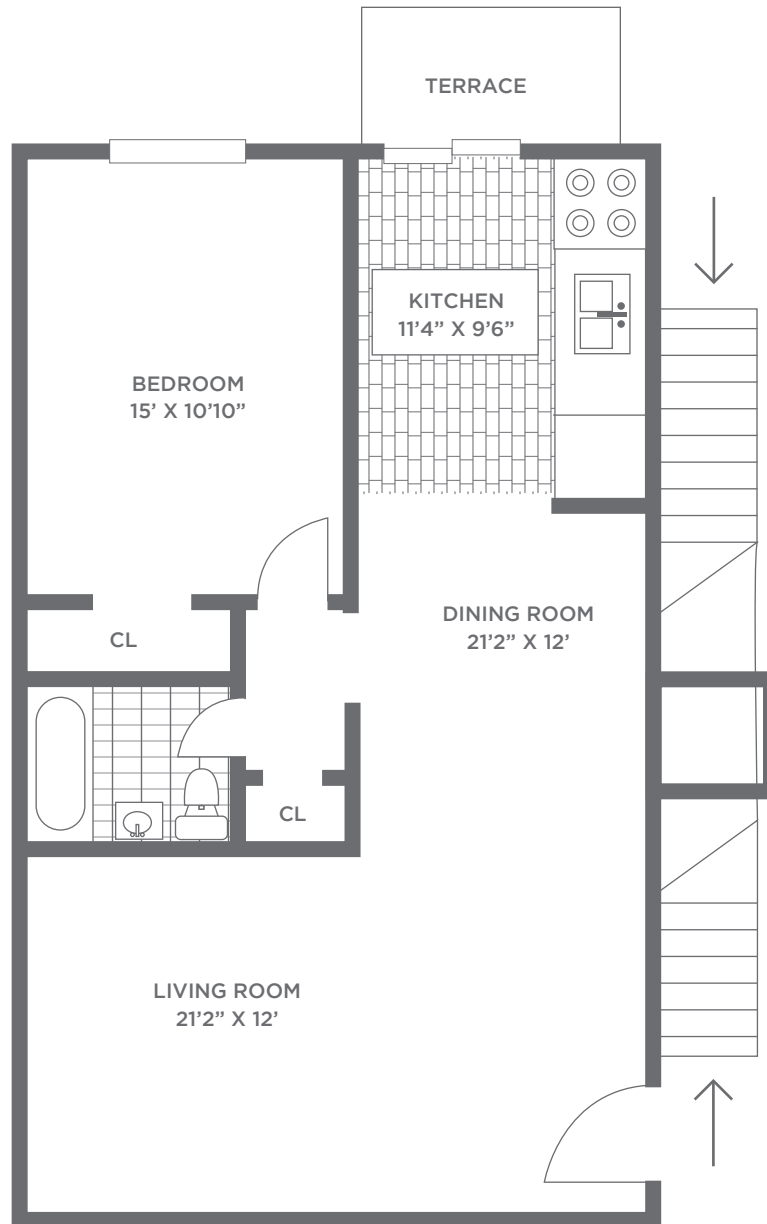 TERRACE
KITCHEN
11'4” X 9'6”
BEDROOM
15’ X 10'10”
DINING ROOM
21'2” X 12'
CL
CL
LIVING ROOM
21'2” X 12'